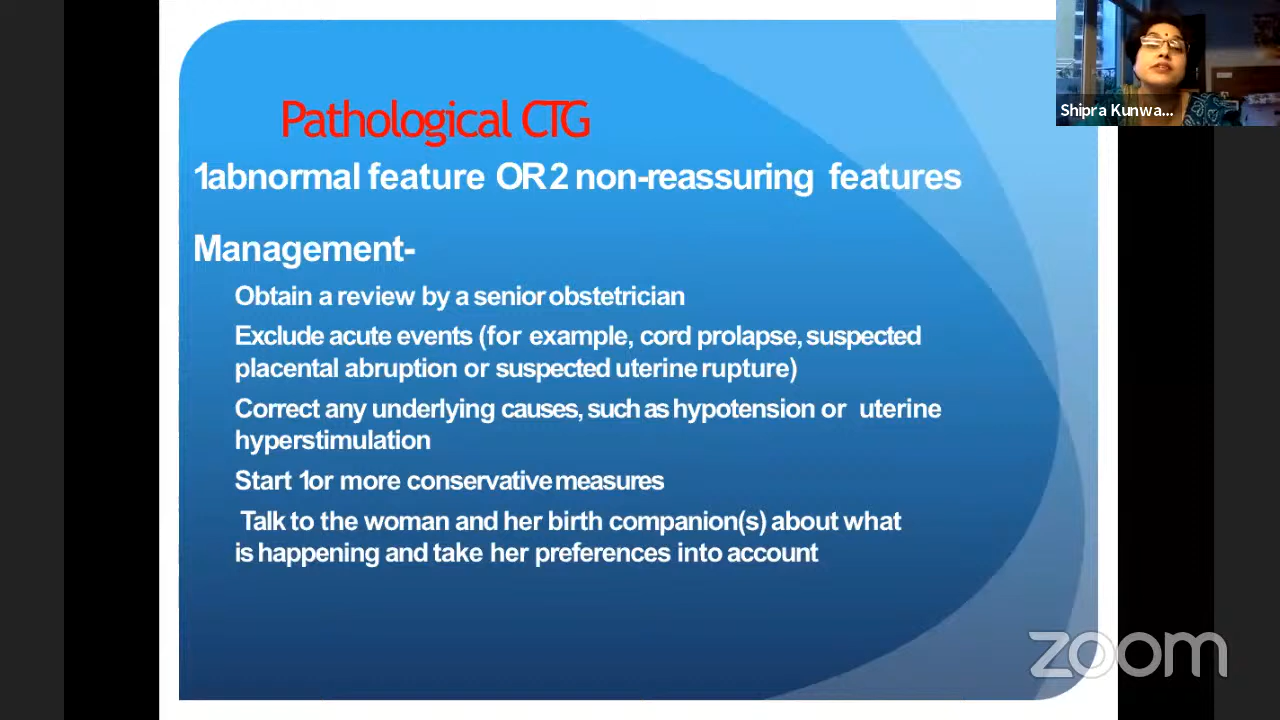 Pathological CTG
1abnormal feature OR 2 non-reassuring features
Management-
Obtain a review by a senior obstetrician
Exclude acute events (for example, cord prolapse, suspected
placental abruption or suspected uterine rupture)
Correct any underlying causes, such as hypotension or uterine
hyperstimulation
Start 1or more conservative measures
Talk to the woman and her birth companion(s) about what
is happening and take her preferences into account
Shipra Kunwa...
zoom